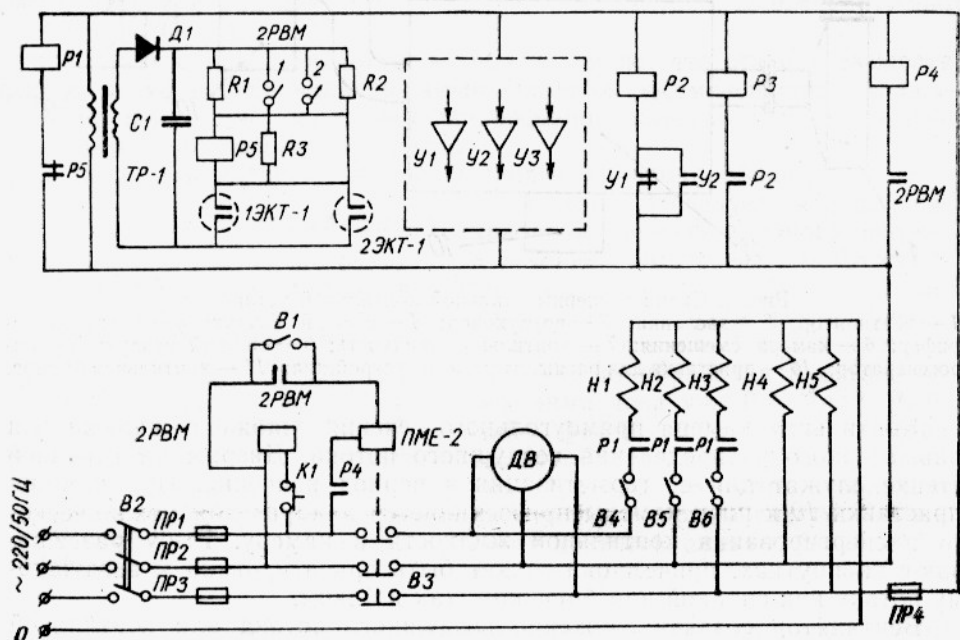 Д1
2РВМ
Р1
R1
1
2
R2
Р2
Р3
Р4
С1
Р5
R3
У1
У2
У3
Р5
ТР-1
У1
У2
Р2
2РВМ
1ЭКТ-1
2ЭКТ-1
В1
2РВМ
Н1
Н2
Н3
Н4
Н5
2РВМ
ПМЕ-2
К1
Р4
ДВ
Р1
Р1
Р1
В4
В5
В6
~220/50/ГЦ
В2
ПР1
ПР2
ПР3
В3
ПР4
0